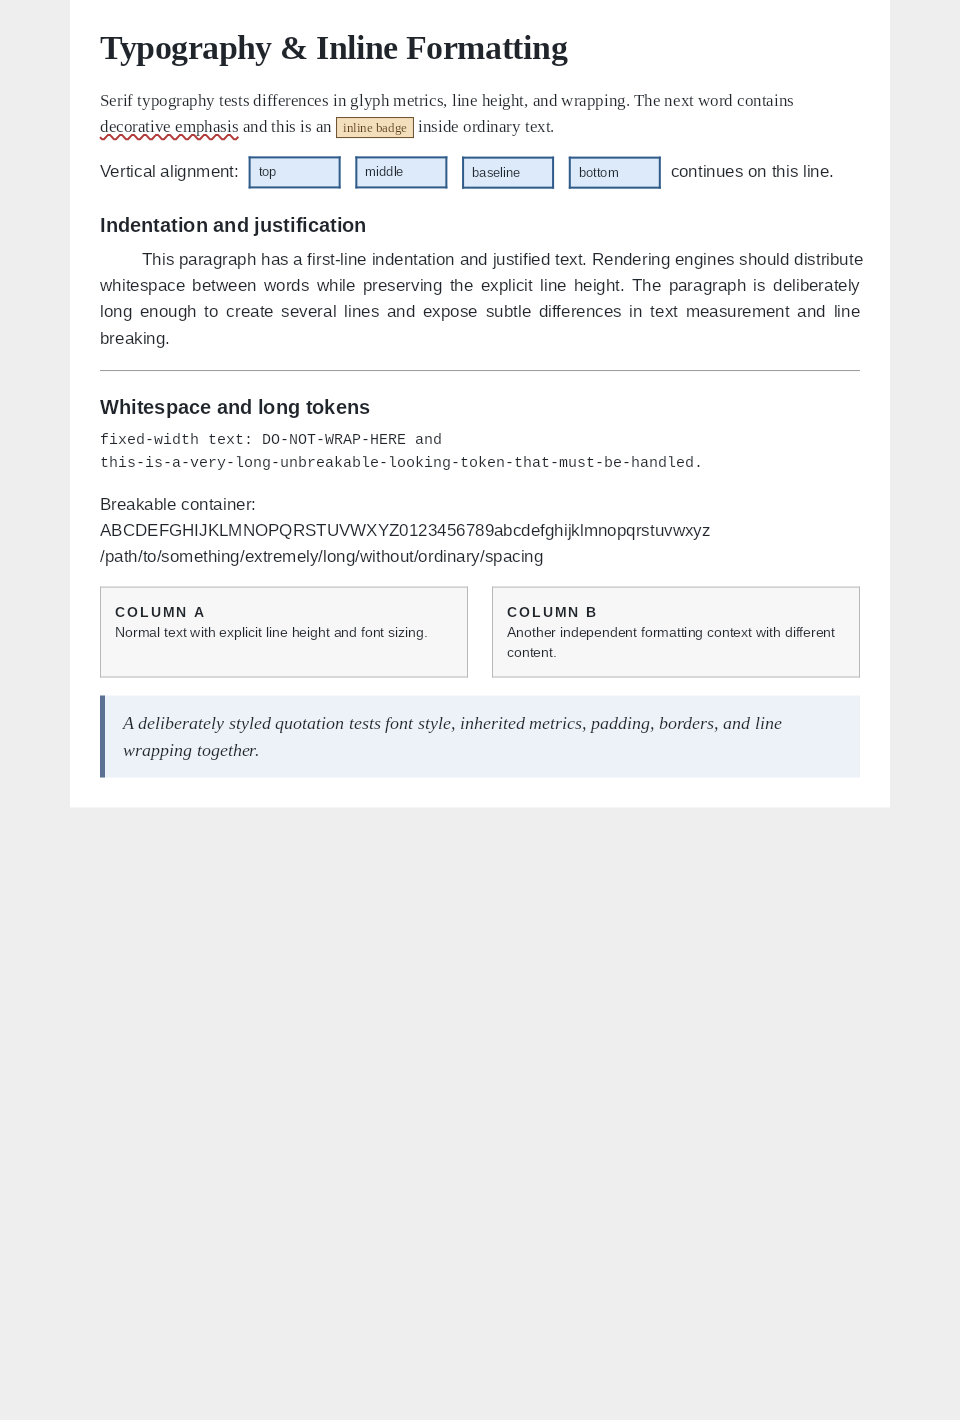 Typography & Inline Formatting
Serif typography tests differences in glyph metrics, line height, and wrapping. The next word contains
decorative emphasis and this is an inline badge inside ordinary text.
Vertical alignment: top middle baseline bottom continues on this line.
Indentation and justification
This paragraph has a first-line indentation and justified text. Rendering engines should distribute
whitespace between words while preserving the explicit line height. The paragraph is deliberately
long enough to create several lines and expose subtle differences in text measurement and line
breaking.
Whitespace and long tokens
fixed-width text: DO-NOT-WRAP-HERE and
this-is-a-very-long-unbreakable-looking-token-that-must-be-handled.
Breakable container:
ABCDEFGHIJKLMNOPQRSTUVWXYZ0123456789abcdefghijklmnopqrstuvwxyz
/path/to/something/extremely/long/without/ordinary/spacing
COLUMN A
Normal text with explicit line height and font sizing.
COLUMN B
Another independent formatting context with different
content.
A deliberately styled quotation tests font style, inherited metrics, padding, borders, and line
wrapping together.